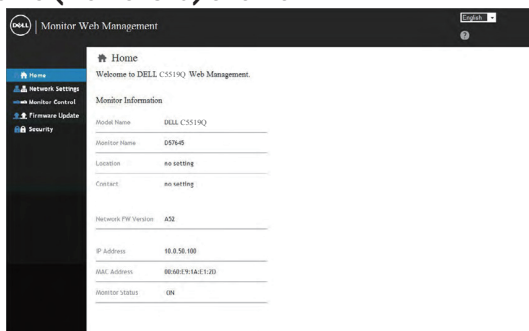 DELL Monitor Web Management
English
?
Home
Network Settings
Monitor Control
Firmware Update
Security
Home
Welcome to DELL C5519Q Web Management.
Monitor Information
Model Name DELL C5519Q
Monitor Name D57645
Location no setting
Contact no setting
Network FW Version A52
IP Address 10.0.50.100
MAC Address 00:60:E9:1A:E1:2D
Monitor Status ON